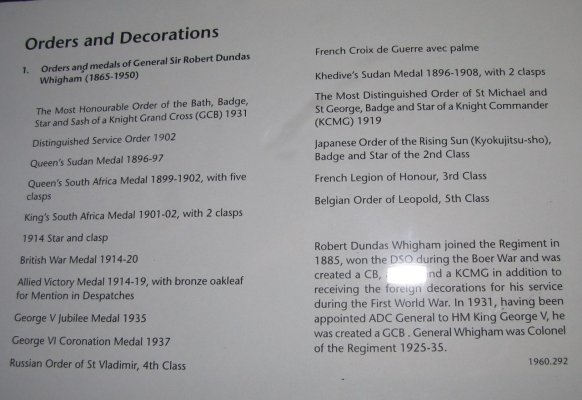 Orders and Decorations
1. Orders and medals of General Sir Robert Dundas
Whigham (1865-1950)
The Most Honourable Order of the Bath, Badge,
Star and Sash of a Knight Grand Cross (GCB) 1931
Distinguished Service Order 1902
Queen's Sudan Medal 1896-97
Queen's South Africa Medal 1899-1902, with five
clasps
King's South Africa Medal 1901-02, with 2 clasps
1914 Star and clasp
British War Medal 1914-20
Allied Victory Medal 1914-19, with bronze oakleaf
for Mention in Despatches
George V Jubilee Medal 1935
George VI Coronation Medal 1937
Russian Order of St Vladimir, 4th Class
French Croix de Guerre avec palme
Khedive's Sudan Medal 1896-1908, with 2 clasps
The Most Distinguished Order of St Michael and
St George, Badge and Star of a Knight Commander
(KCMG) 1919
Japanese Order of the Rising Sun (Kyokujitsu-sho),
Badge and Star of the 2nd Class
French Legion of Honour, 3rd Class
Belgian Order of Leopold, 5th Class
Robert Dundas Whigham joined the Regiment in
1885, won the DSO during the Boer War and was
created a CB, and a KCMG in addition to
receiving the foreign decorations for his service
during the First World War. In 1931, having been
appointed ADC General to HM King George V, he
was created a GCB. General Whigham was Colonel
of the Regiment 1925-35.
1960.292